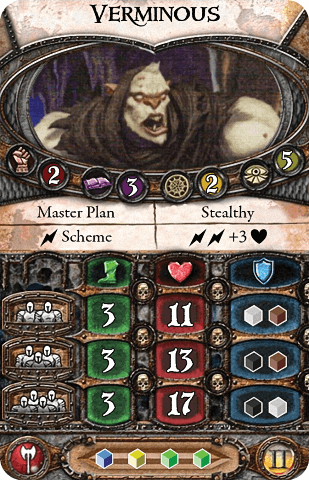 VERMINOUS
2 3 2 5
Master Plan Stealthy
Scheme +3
3 11
3 13
3 17
II